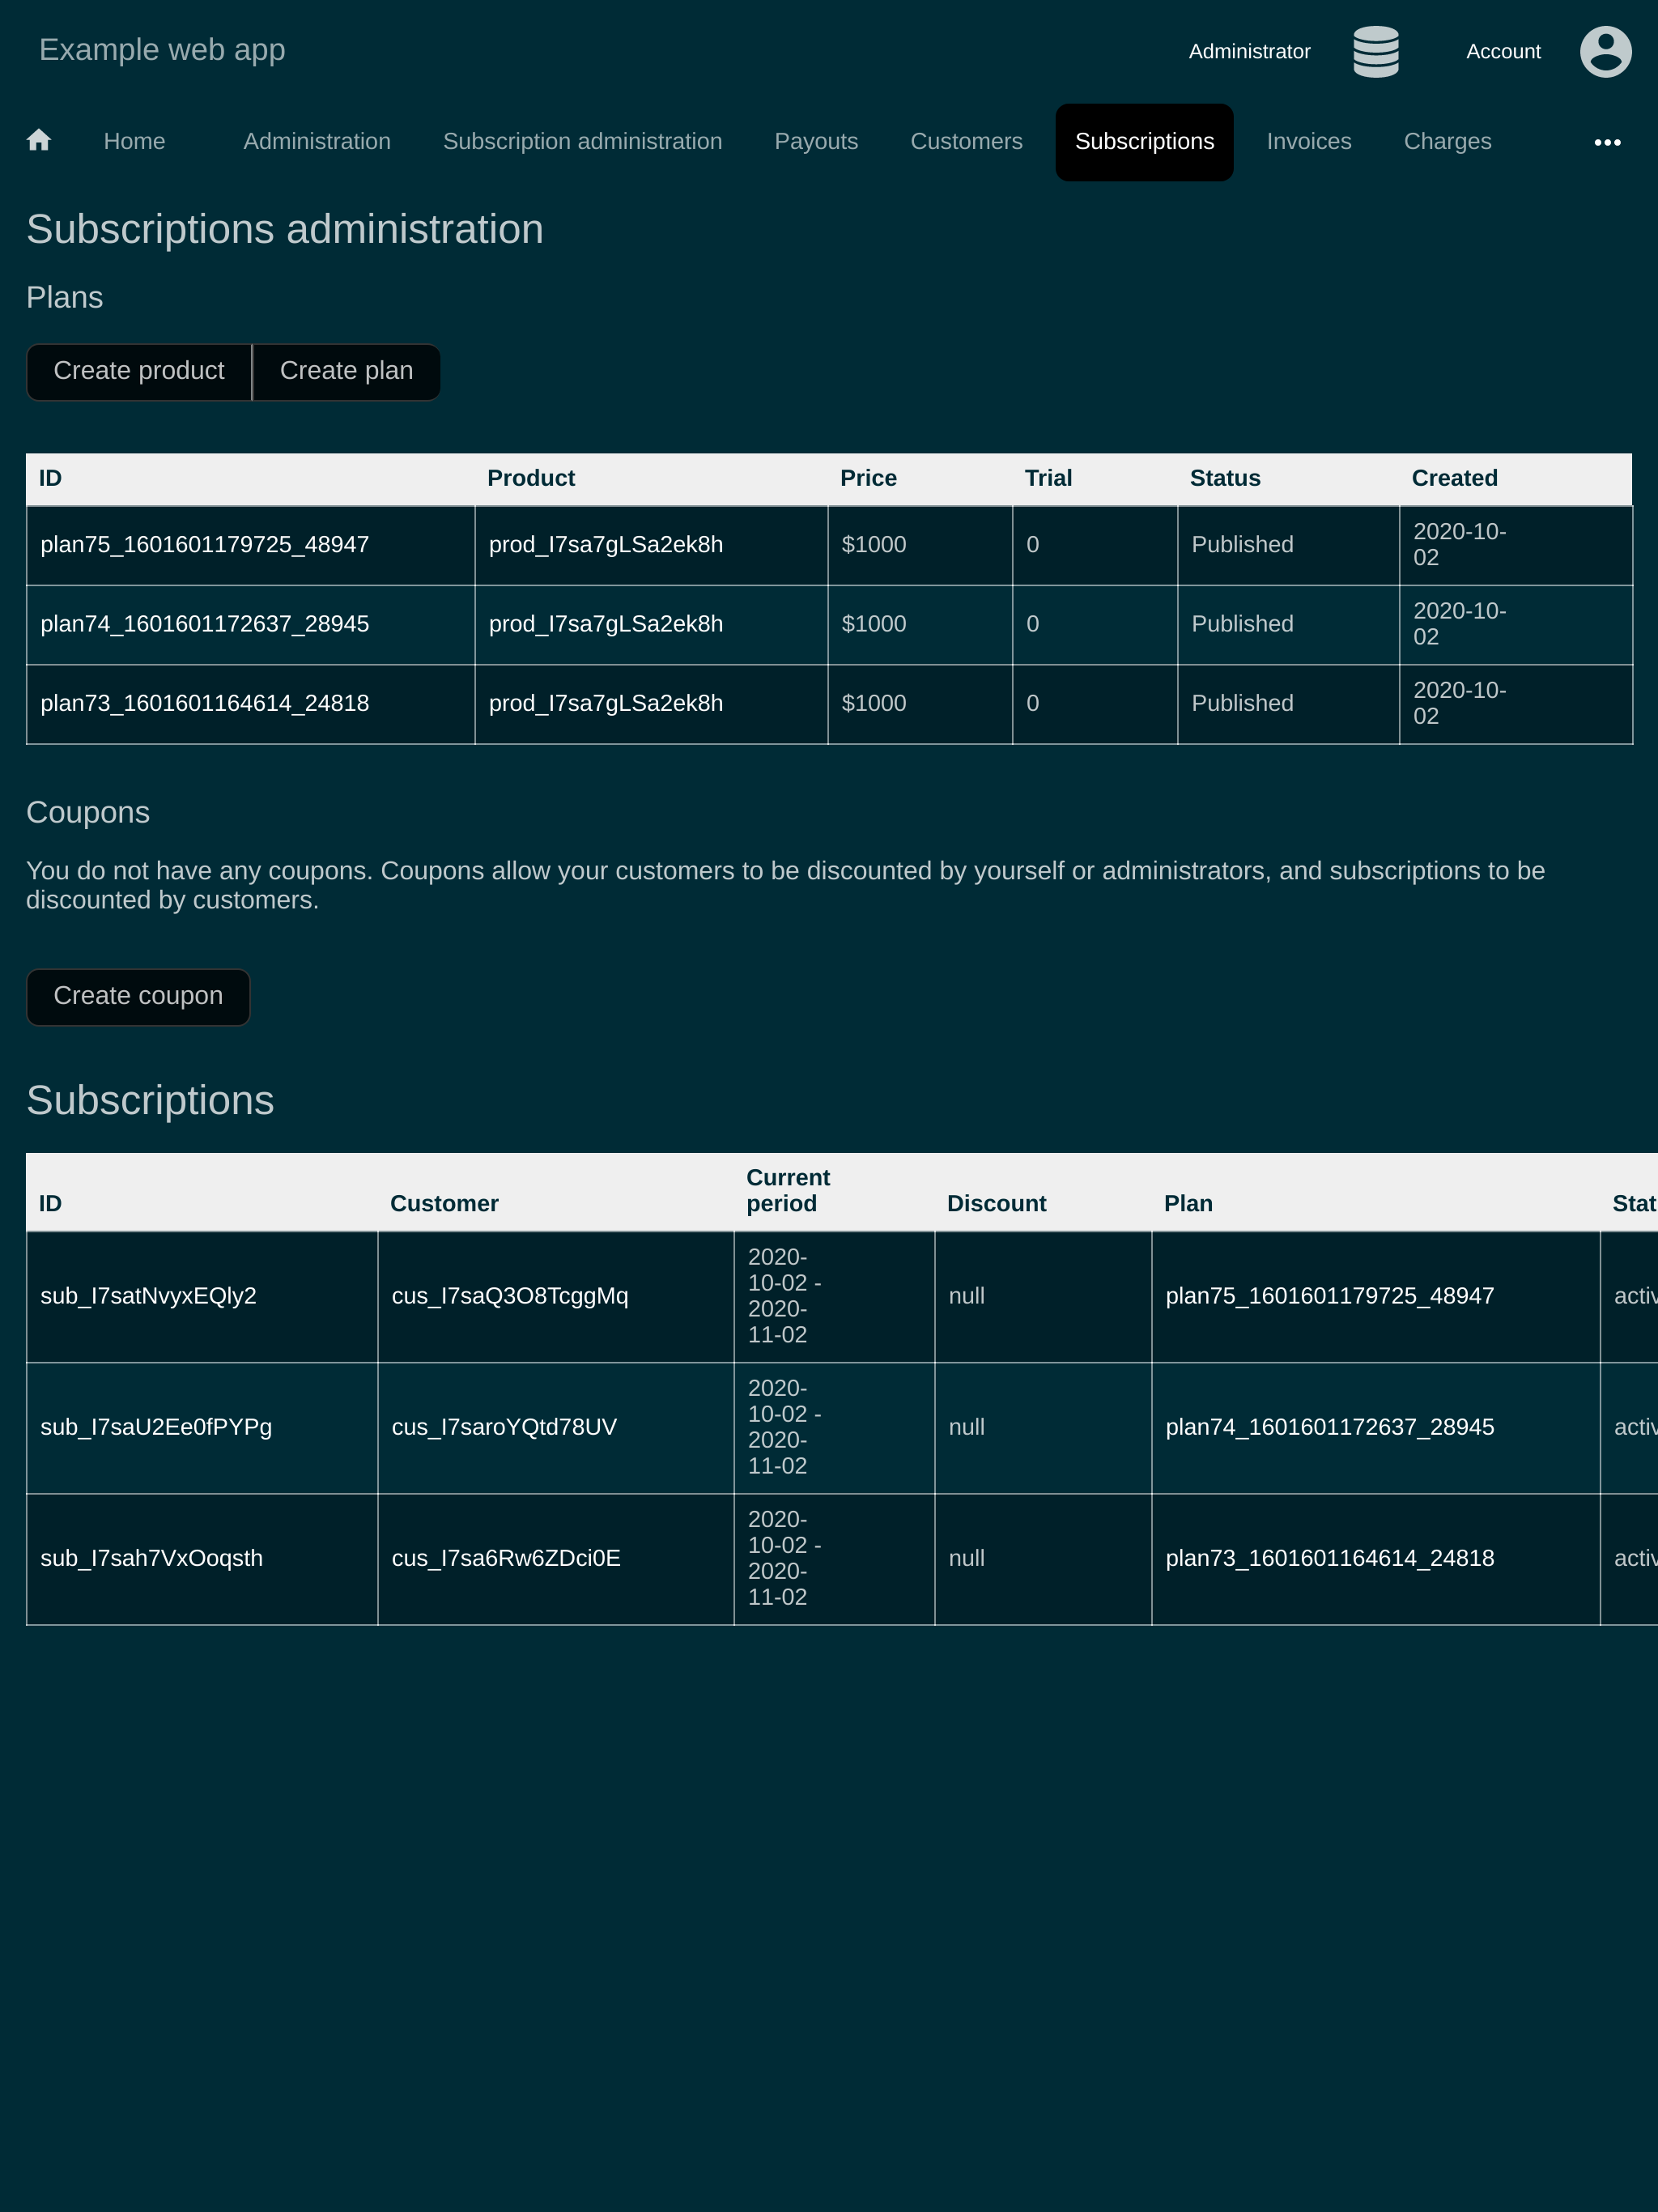 Example web app
Administrator
Account
Home
Administration
Subscription administration
Payouts
Customers
Subscriptions
Invoices
Charges
Subscriptions administration
Plans
Create product
Create plan
ID Product Price Trial Status Created
plan75_1601601179725_48947 prod_I7sa7gLSa2ek8h $1000 0 Published 2020-10-
02
plan74_1601601172637_28945 prod_I7sa7gLSa2ek8h $1000 0 Published 2020-10-
02
plan73_1601601164614_24818 prod_I7sa7gLSa2ek8h $1000 0 Published 2020-10-
02
Coupons
You do not have any coupons. Coupons allow your customers to be discounted by yourself or administrators, and subscriptions to be
discounted by customers.
Create coupon
Subscriptions
ID Customer Current
period Discount Plan Stat
sub_I7satNvyxEQly2 cus_I7saQ3O8TcggMq 2020-
10-02 -
2020-
11-02
null plan75_1601601179725_48947 activ
sub_I7saU2Ee0fPYPg cus_I7saroYQtd78UV 2020-
10-02 -
2020-
11-02
null plan74_1601601172637_28945 activ
sub_I7sah7VxOoqsth cus_I7sa6Rw6ZDci0E 2020-
10-02 -
2020-
11-02
null plan73_1601601164614_24818 activ